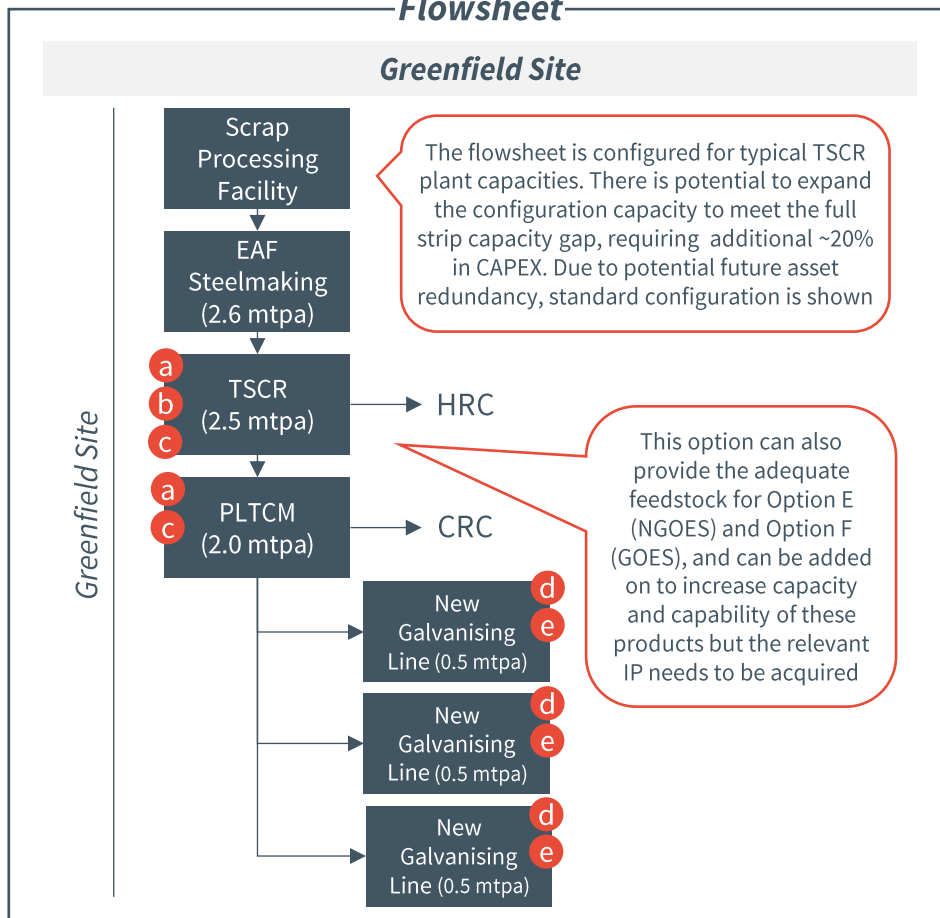 Flowsheet
Greenfield Site
Greenfield Site
Scrap
Processing
Facility
The flowsheet is configured for typical TSCR
plant capacities. There is potential to expand
the configuration capacity to meet the full
strip capacity gap, requiring additional ~20%
in CAPEX. Due to potential future asset
redundancy, standard configuration is shown
EAF
Steelmaking
(2.6 mtpa)
a
b
c
TSCR
(2.5 mtpa)
HRC
This option can also
provide the adequate
feedstock for Option E
(NGOES) and Option F
(GOES), and can be added
on to increase capacity
and capability of these
products but the relevant
IP needs to be acquired
a
c
PLTCM
(2.0 mtpa)
CRC
New
Galvanising
Line (0.5 mtpa)
d
e
New
Galvanising
Line (0.5 mtpa)
d
e
New
Galvanising
Line (0.5 mtpa)
d
e